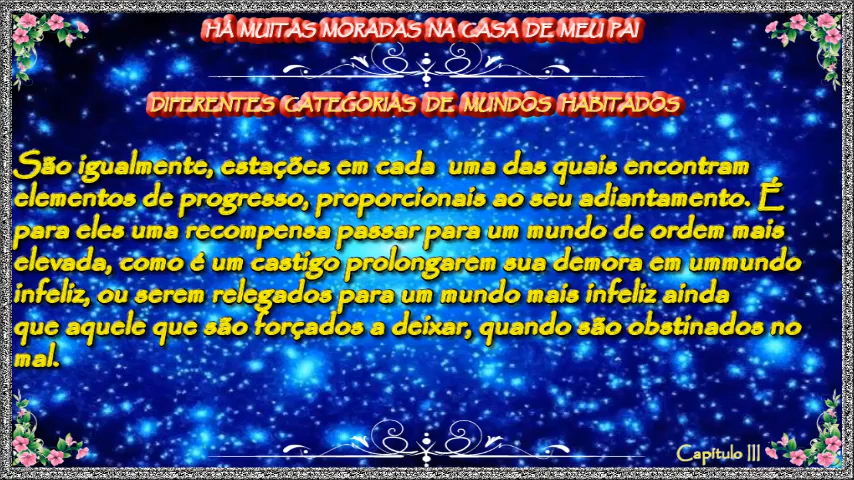 HÁ MUITAS MORADAS NA CASA DE MEU PAI
DIFERENTES CATEGORIAS DE MUNDOS HABITADOS
São igualmente, estações em cada  uma das quais encontram
elementos de progresso, proporcionais ao seu adiantamento. É
para eles uma recompensa passar para um mundo de ordem mais
elevada, como é um castigo prolongarem sua demora em ummundo
infeliz, ou serem relegados para um mundo mais infeliz ainda
que aquele que são forçados a deixar, quando são obstinados no
mal.
Capítulo III